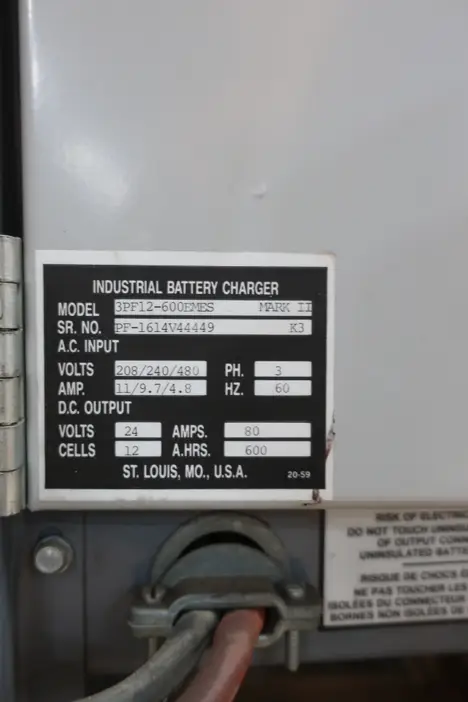 INDUSTRIAL BATTERY CHARGER
MODEL 3PF12-600EMES MARK II
SR. NO. PF-1614V44449 K3
A.C. INPUT
VOLTS 208/240/480 PH. 3
AMP. 11/9.7/4.8 HZ. 60
D.C. OUTPUT
VOLTS 24 AMPS. 80
CELLS 12 A.HRS. 600
ST. LOUIS, MO., U.S.A. 20-59
RISK OF ELECTRIC
DO NOT TOUCH
OF OUTPUT
UNINSULATED
RISQUE DE CHOCS
NE PAS TOUCHER LES
ISOLÉES DU CONNECTEUR
BORNES NON ISOLÉES DE